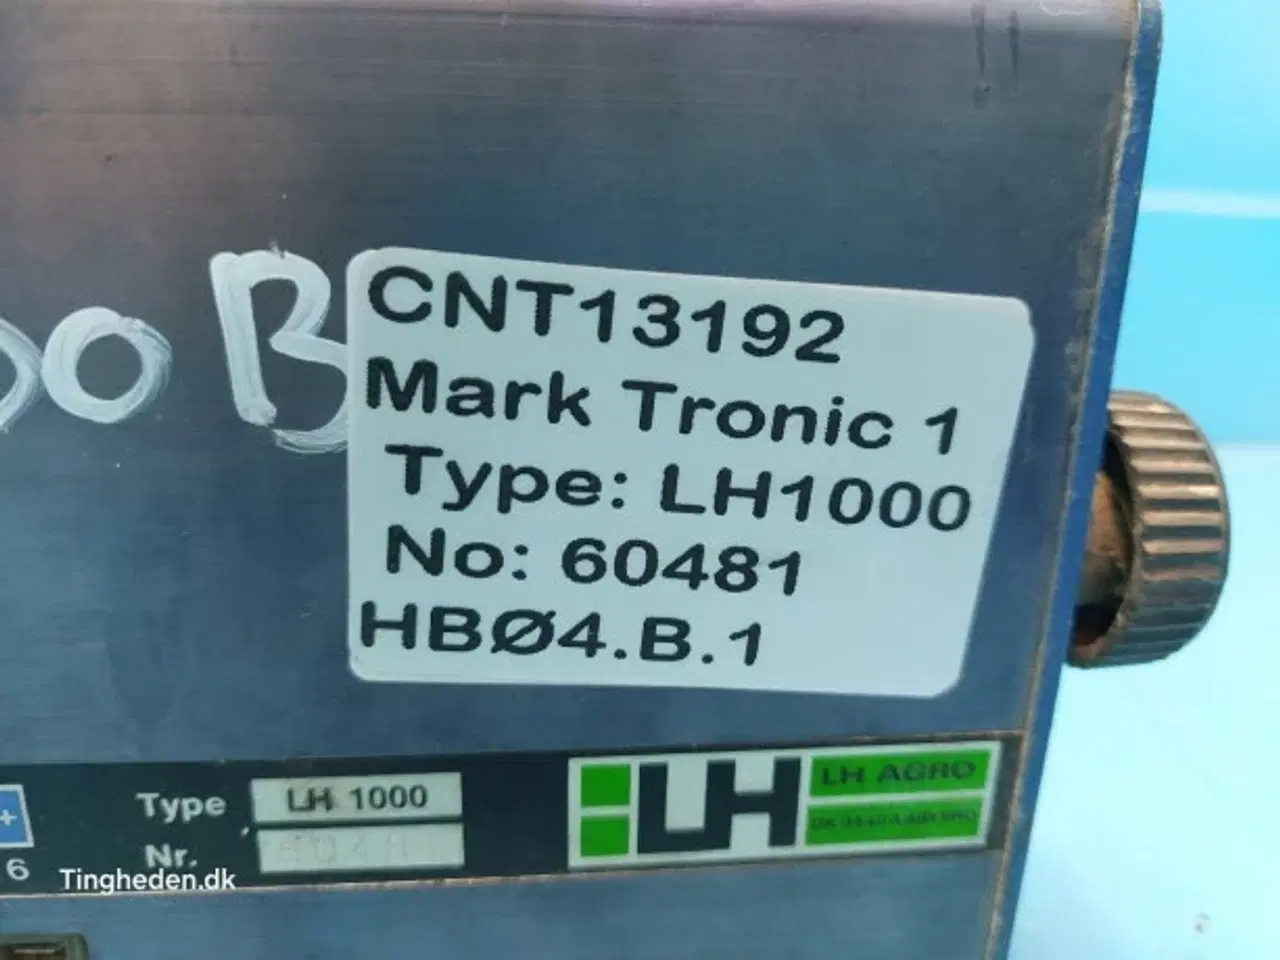 CNT13192
Mark Tronic 1
Type: LH1000
No: 60481
HBØ4.B.1
0 B
+
6
Type LH 1000
Nr.
LH
LH AGRO
Tingheden.dk